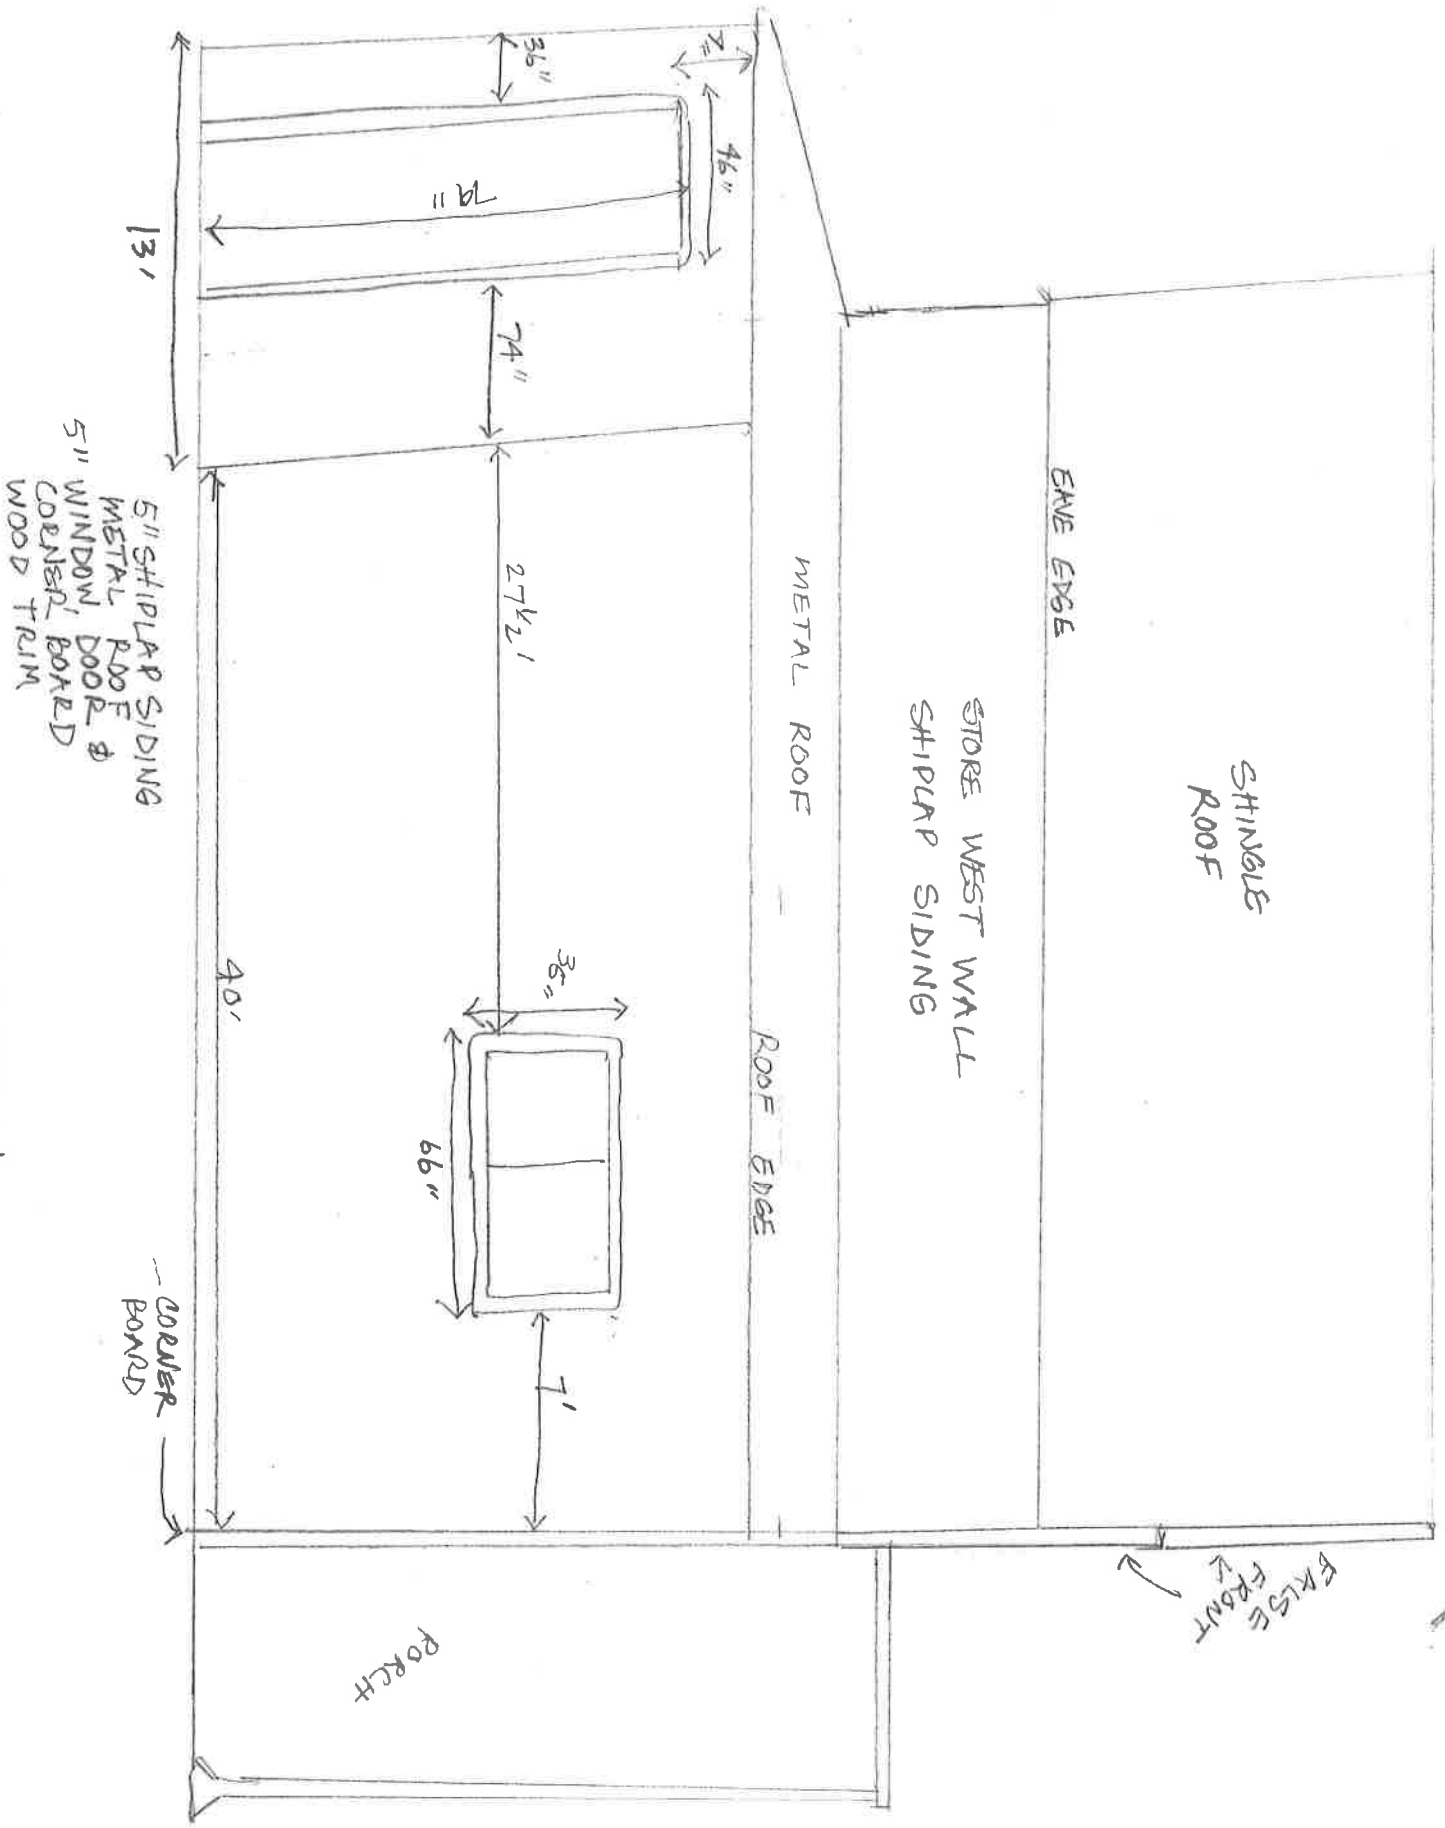 SHINGLE
ROOF
FALSE
FRONT
EAVE EDGE
STORE WEST WALL
SHIPLAP SIDING
METAL ROOF
ROOF EDGE
46"
36"
79"
74"
27½'
36"
66"
7'
PORCH
40'
13'
CORNER
BOARD
5" SHIPLAP SIDING
METAL ROOF
5" WINDOW, DOOR &
CORNER BOARD
WOOD TRIM